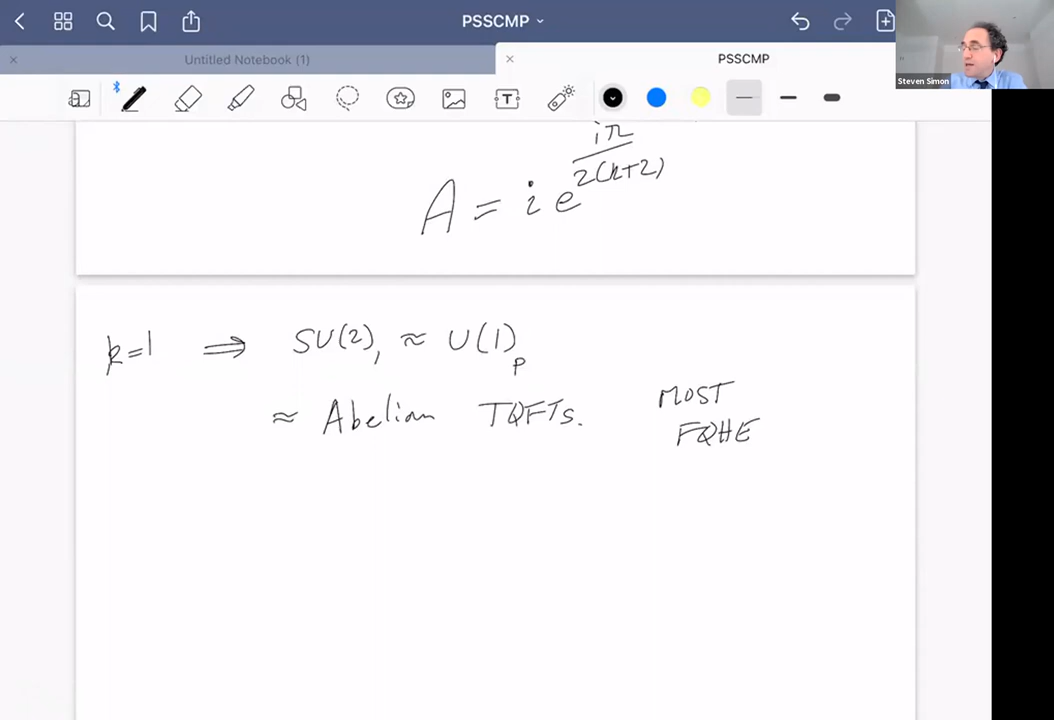 PSSCMP
Untitled Notebook (1)
PSSCMP
Steven Simon
A = i e^{iπ / 2(k+2)}
k=1 ⇒ SU(2)₁ ≈ U(1)_p
≈ Abelian TQFTs.
MOST
FQHE